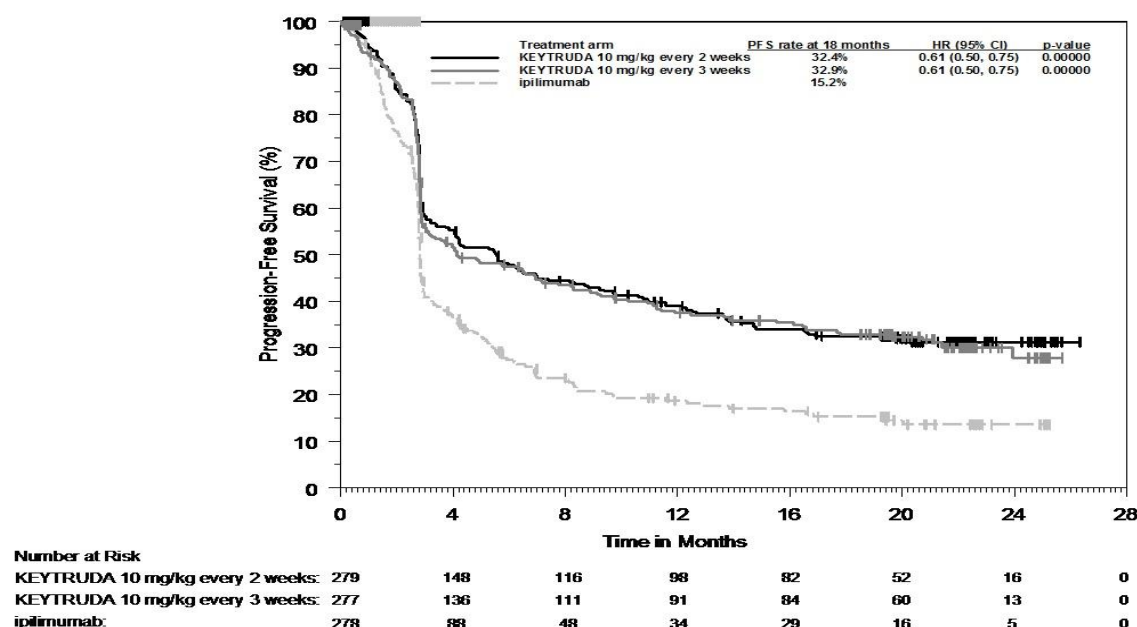 Treatment arm PFS rate at 18 months HR (95% CI) p-value
KEYTRUDA 10 mg/kg every 2 weeks 32.4% 0.61 (0.50, 0.75) 0.00000
KEYTRUDA 10 mg/kg every 3 weeks 32.9% 0.61 (0.50, 0.75) 0.00000
ipilimumab 15.2%
Progression-Free Survival (%)
100
90
80
70
60
50
40
30
20
10
0
0 4 8 12 16 20 24 28
Time in Months
Number at Risk
KEYTRUDA 10 mg/kg every 2 weeks: 279 148 116 98 82 52 16 0
KEYTRUDA 10 mg/kg every 3 weeks: 277 136 111 91 84 60 13 0
ipilimumab: 278 88 48 34 29 16 5 0